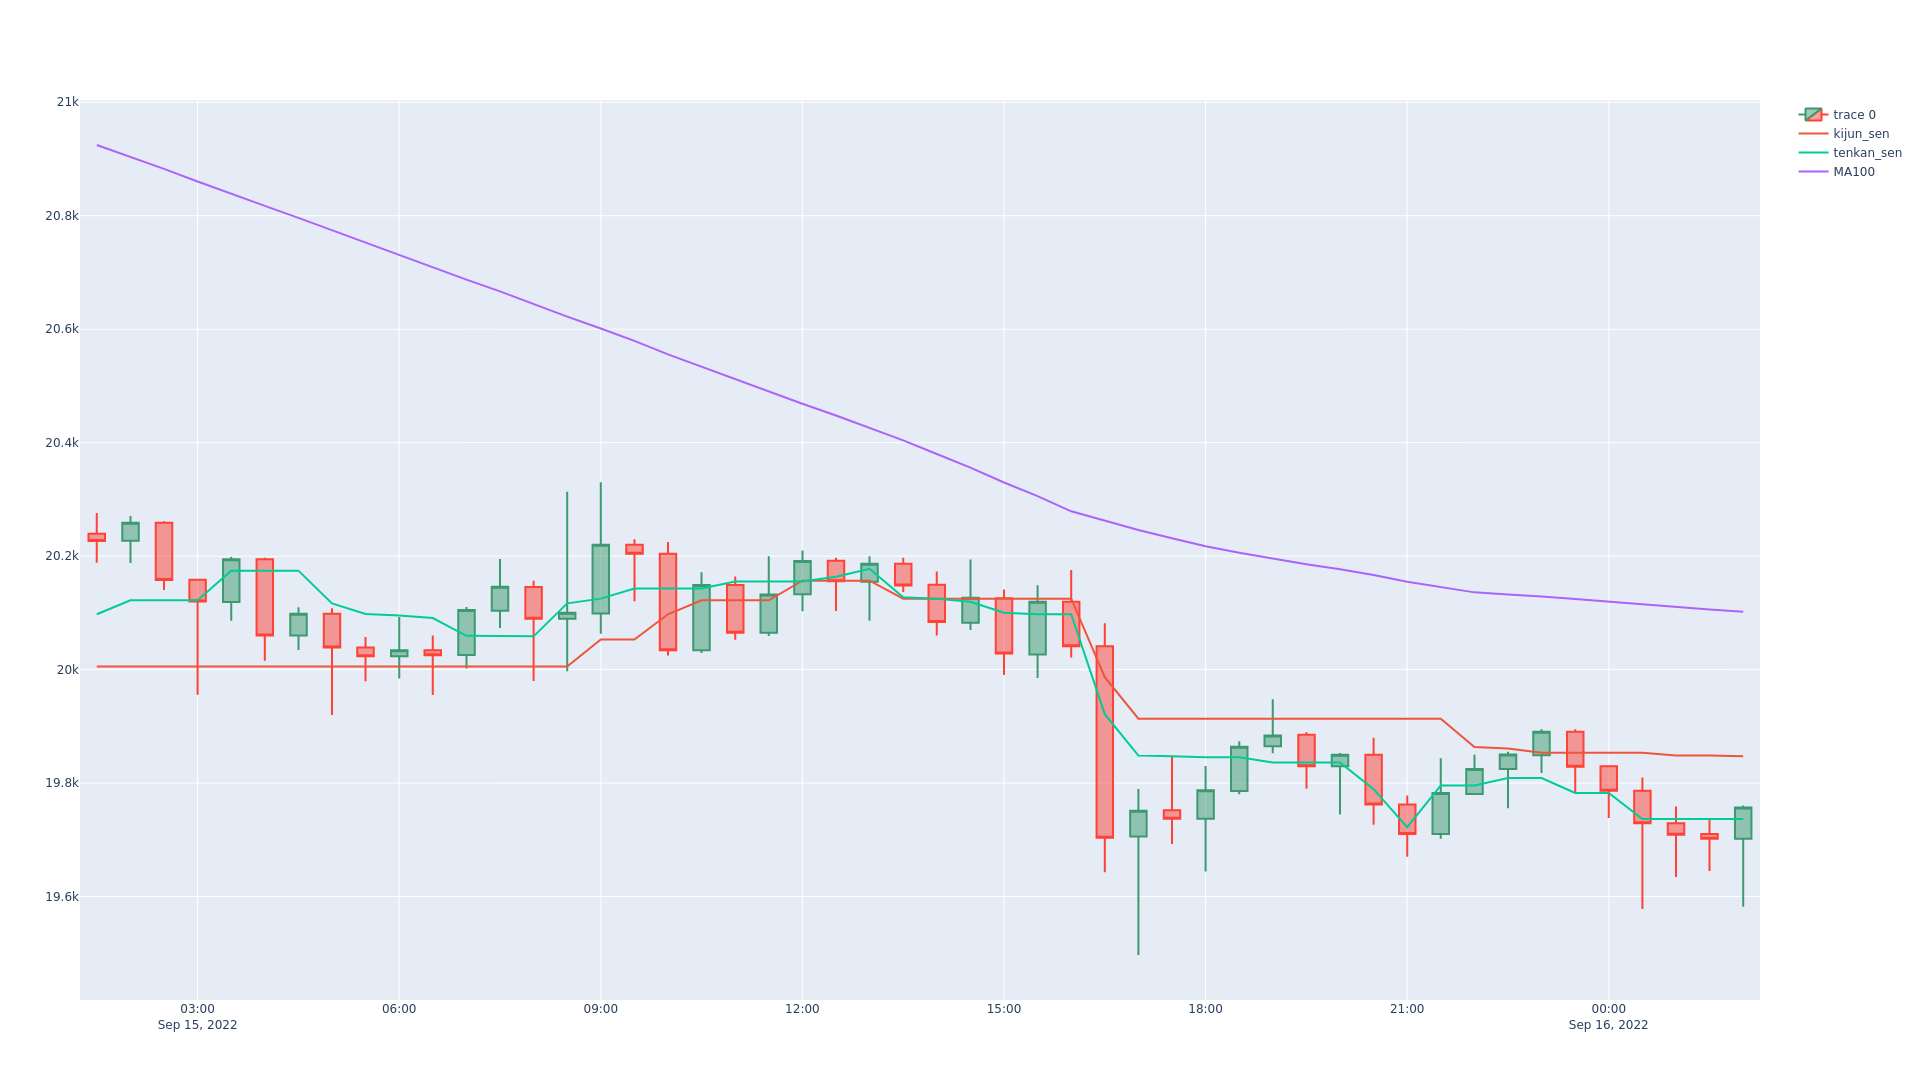 21k
20.8k
20.6k
20.4k
20.2k
20k
19.8k
19.6k
03:00
Sep 15, 2022
06:00
09:00
12:00
15:00
18:00
21:00
00:00
Sep 16, 2022
trace 0
kijun_sen
tenkan_sen
MA100